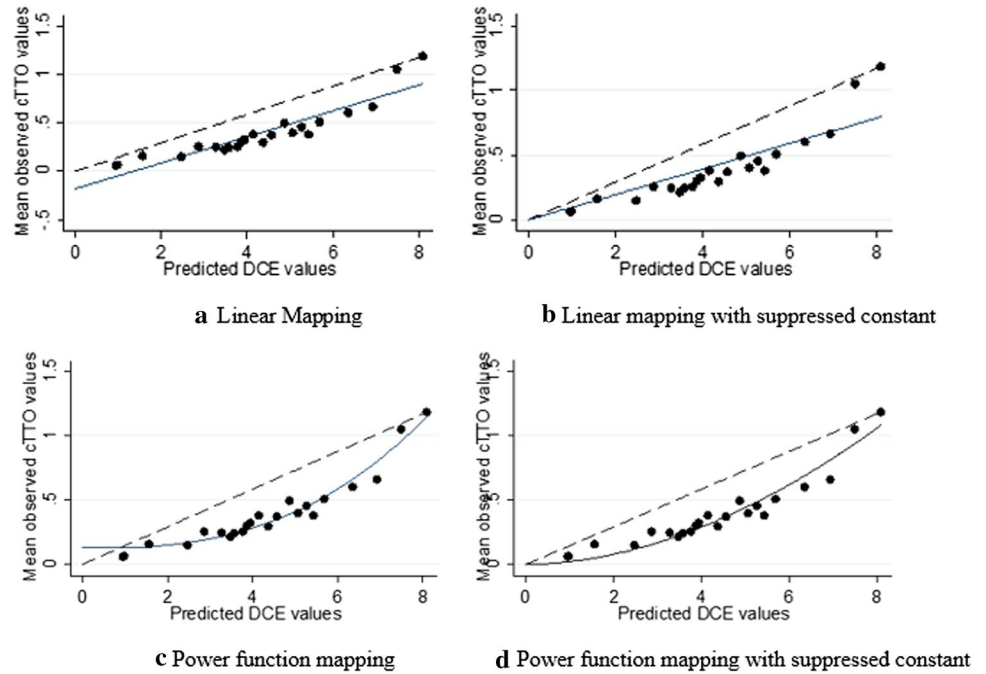 Mean observed cTTO values
1.5
1
.5
0
-.5
0 2 4 6 8
Predicted DCE values
a Linear Mapping
Mean observed cTTO values
1.5
1
.5
0
0 2 4 6 8
Predicted DCE values
b Linear mapping with suppressed constant
Mean observed cTTO values
1.5
1
.5
0
0 2 4 6 8
Predicted DCE values
c Power function mapping
Mean observed cTTO values
1.5
1
.5
0
0 2 4 6 8
Predicted DCE values
d Power function mapping with suppressed constant